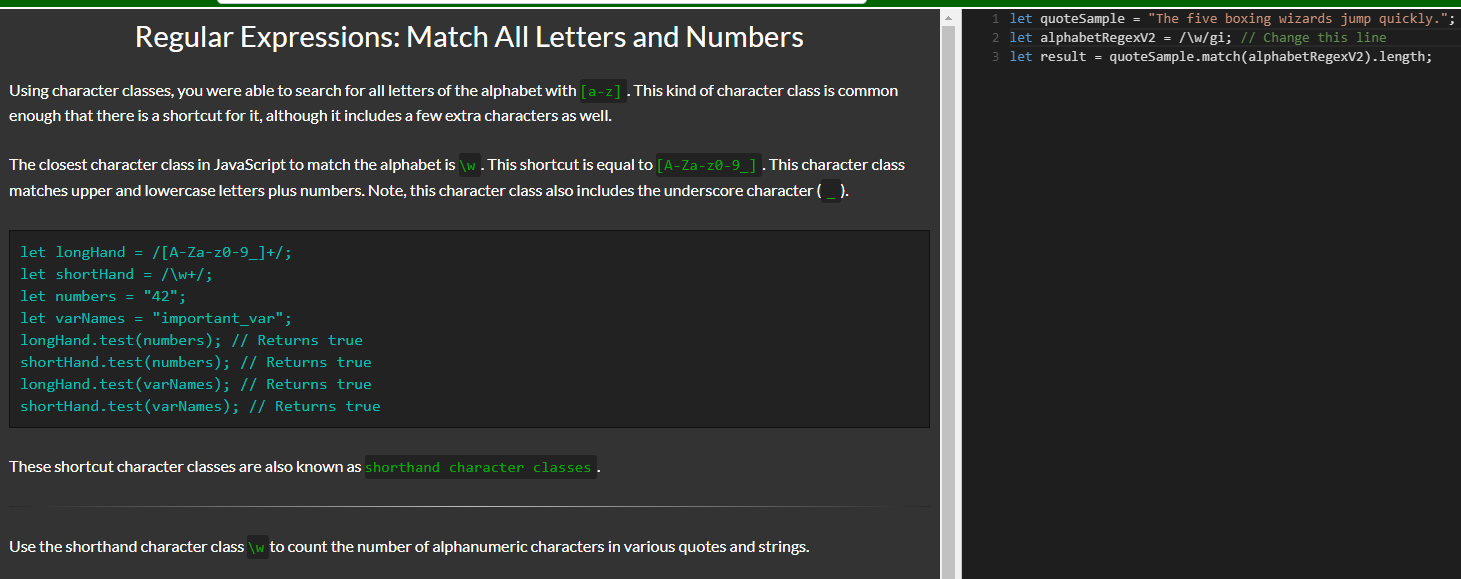 Regular Expressions: Match All Letters and Numbers
Using character classes, you were able to search for all letters of the alphabet with [a-z] . This kind of character class is common
enough that there is a shortcut for it, although it includes a few extra characters as well.
The closest character class in JavaScript to match the alphabet is \w . This shortcut is equal to [A-Za-z0-9_] . This character class
matches upper and lowercase letters plus numbers. Note, this character class also includes the underscore character ( _ ).
let longHand = /[A-Za-z0-9_]+/;
let shortHand = /\w+/;
let numbers = "42";
let varNames = "important_var";
longHand.test(numbers); // Returns true
shortHand.test(numbers); // Returns true
longHand.test(varNames); // Returns true
shortHand.test(varNames); // Returns true
These shortcut character classes are also known as shorthand character classes .
Use the shorthand character class \w to count the number of alphanumeric characters in various quotes and strings.
1 let quoteSample = "The five boxing wizards jump quickly.";
2 let alphabetRegexV2 = /\w/gi; // Change this line
3 let result = quoteSample.match(alphabetRegexV2).length;